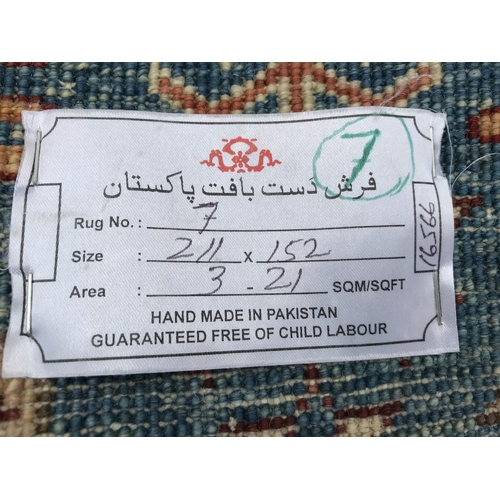 7
فرش دست بافت پاکستان
Rug No. : 7
Size : 211 x 152
Area : 3 - 21 SQM/SQFT
16566
HAND MADE IN PAKISTAN
GUARANTEED FREE OF CHILD LABOUR